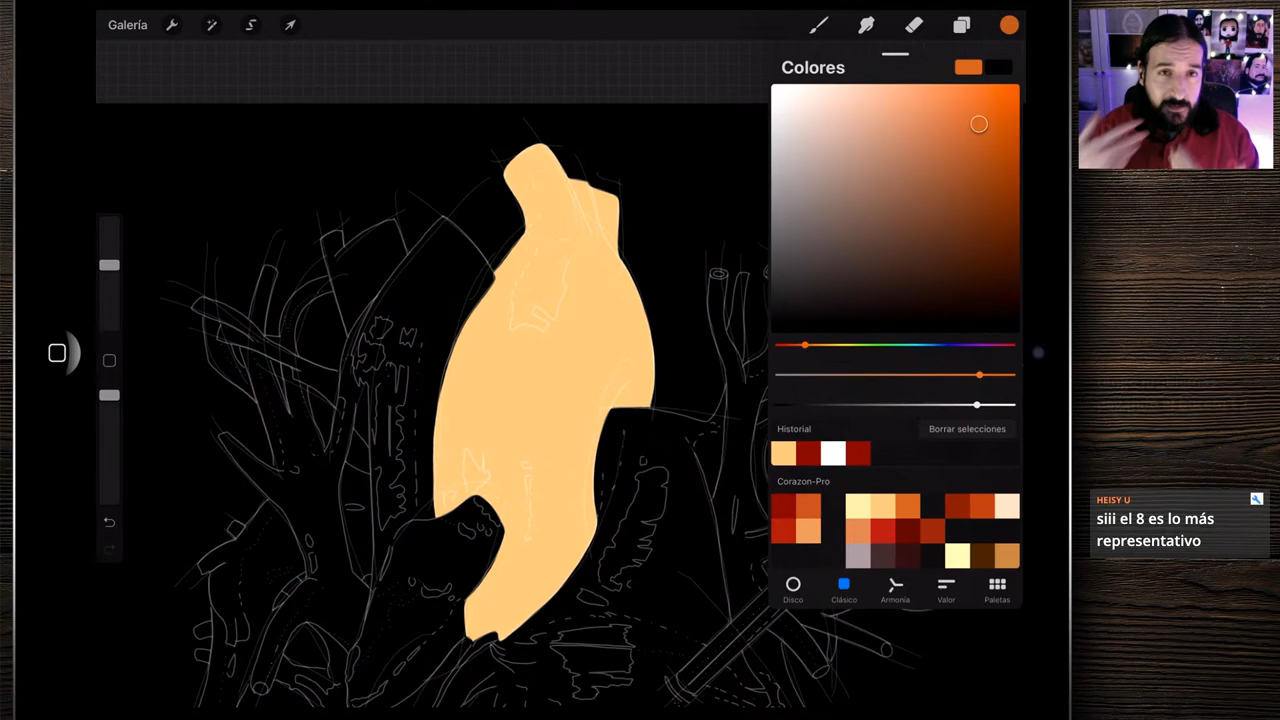 Galería
Colores
Historial
Borrar selecciones
Corazon-Pro
Disco
Clásico
Armonía
Valor
Paletas
HEISY U
siii el 8 es lo más
representativo